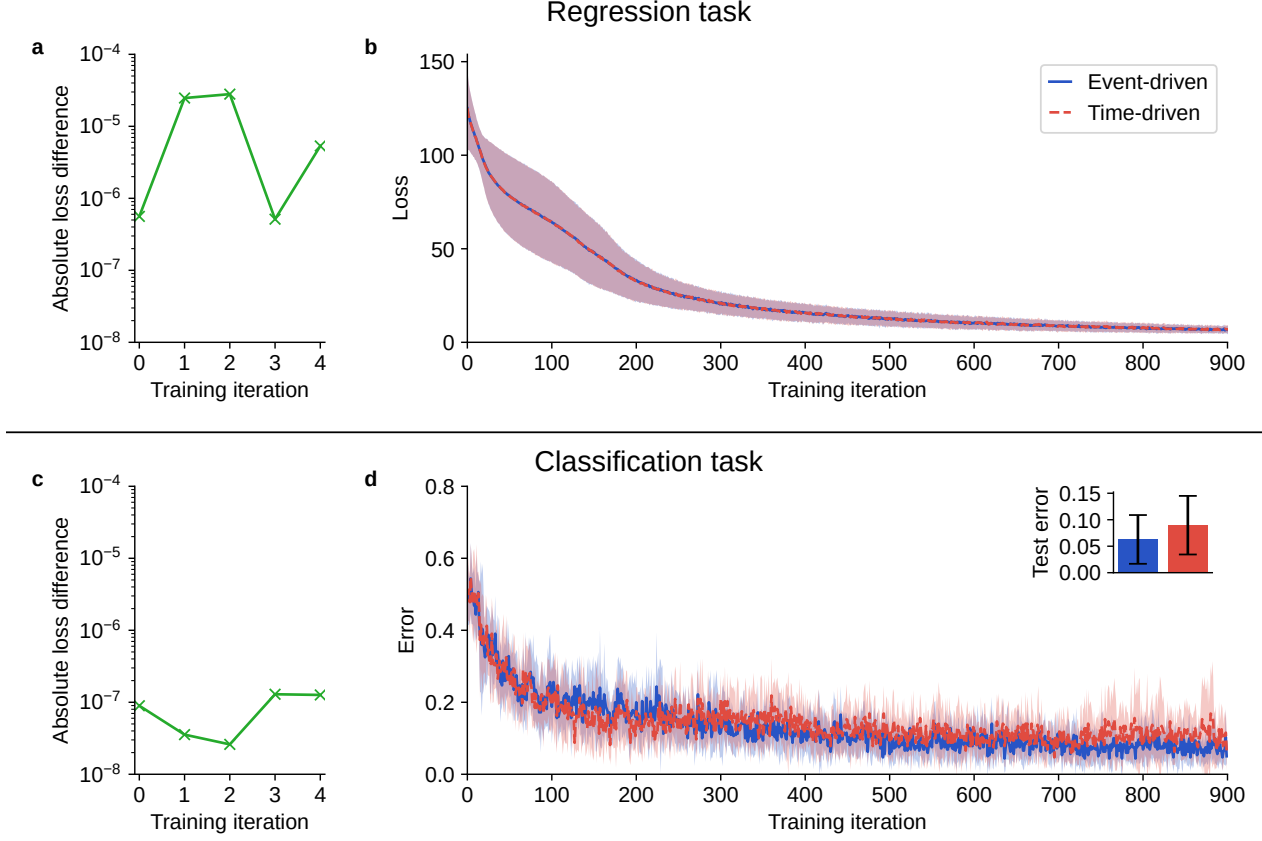 Regression task
a
Absolute loss difference
10⁻⁴
10⁻⁵
10⁻⁶
10⁻⁷
10⁻⁸
0 1 2 3 4
Training iteration
b
Loss
150
100
50
0
0 100 200 300 400 500 600 700 800 900
Training iteration
Event-driven
Time-driven
Classification task
c
Absolute loss difference
10⁻⁴
10⁻⁵
10⁻⁶
10⁻⁷
10⁻⁸
0 1 2 3 4
Training iteration
d
Error
0.8
0.6
0.4
0.2
0.0
0 100 200 300 400 500 600 700 800 900
Training iteration
Test error
0.15
0.10
0.05
0.00